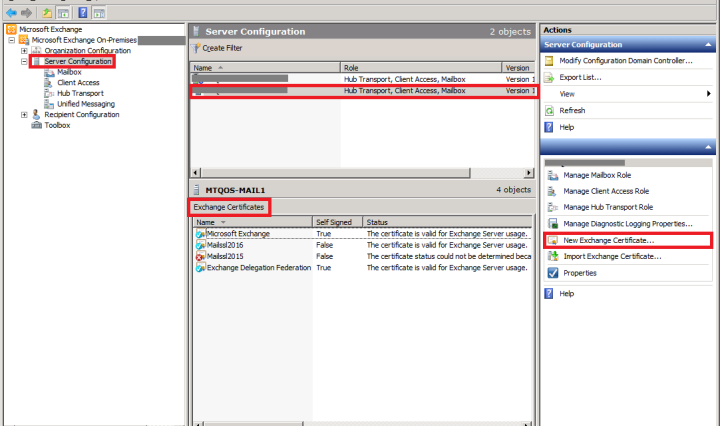 Microsoft Exchange
Microsoft Exchange On-Premises
Organization Configuration
Server Configuration
Mailbox
Client Access
Hub Transport
Unified Messaging
Recipient Configuration
Toolbox
Server Configuration 2 objects
Create Filter
Name Role Version
Hub Transport, Client Access, Mailbox Version 1
Hub Transport, Client Access, Mailbox Version 1
MTQOS-MAIL1 4 objects
Exchange Certificates
Name Self Signed Status
Microsoft Exchange True The certificate is valid for Exchange Server usage.
Mailssl2016 False The certificate is valid for Exchange Server usage.
Mailssl2015 False The certificate status could not be determined beca
Exchange Delegation Federation True The certificate is valid for Exchange Server usage.
Actions
Server Configuration
Modify Configuration Domain Controller...
Export List...
View
Refresh
Help
Manage Mailbox Role
Manage Client Access Role
Manage Hub Transport Role
Manage Diagnostic Logging Properties...
New Exchange Certificate...
Import Exchange Certificate...
Properties
Help